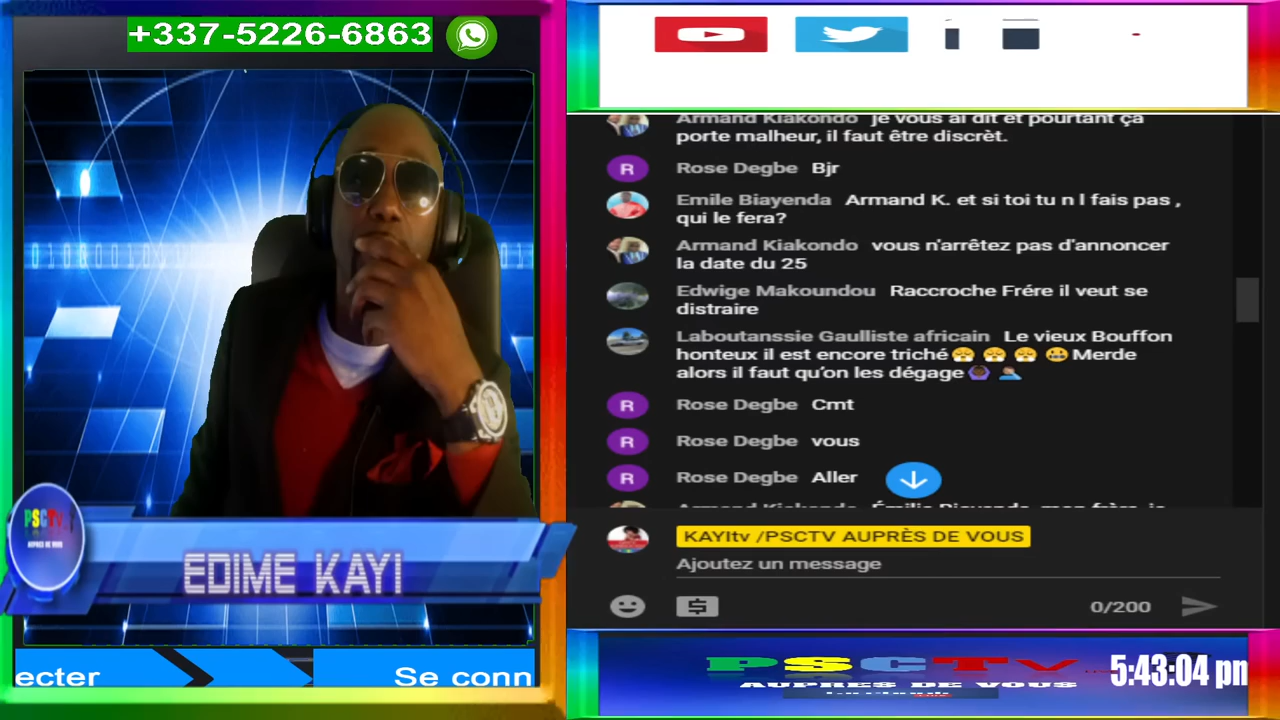 +337-5226-6863
PSCTV
AUPRÈS DE VOUS
EDIME KAYI
ecter
Se conn
Armand Kiakondo je vous ai dit et pourtant ça
porte malheur, il faut être discrèt.
R Rose Degbe Bjr
Emile Biayenda Armand K. et si toi tu n l fais pas ,
qui le fera?
Armand Kiakondo vous n'arrêtez pas d'annoncer
la date du 25
Edwige Makoundou Raccroche Frére il veut se
distraire
Laboutanssie Gaulliste africain Le vieux Bouffon
honteux il est encore triché😤 😤 😤 🤬Merde
alors il faut qu'on les dégage🙆🏿 🤦🏼
R Rose Degbe Cmt
R Rose Degbe vous
R Rose Degbe Aller
KAYItv /PSCTV AUPRÈS DE VOUS
Ajoutez un message
0/200
PSCTV
AUPRES DE VOUS
5:43:04 pm